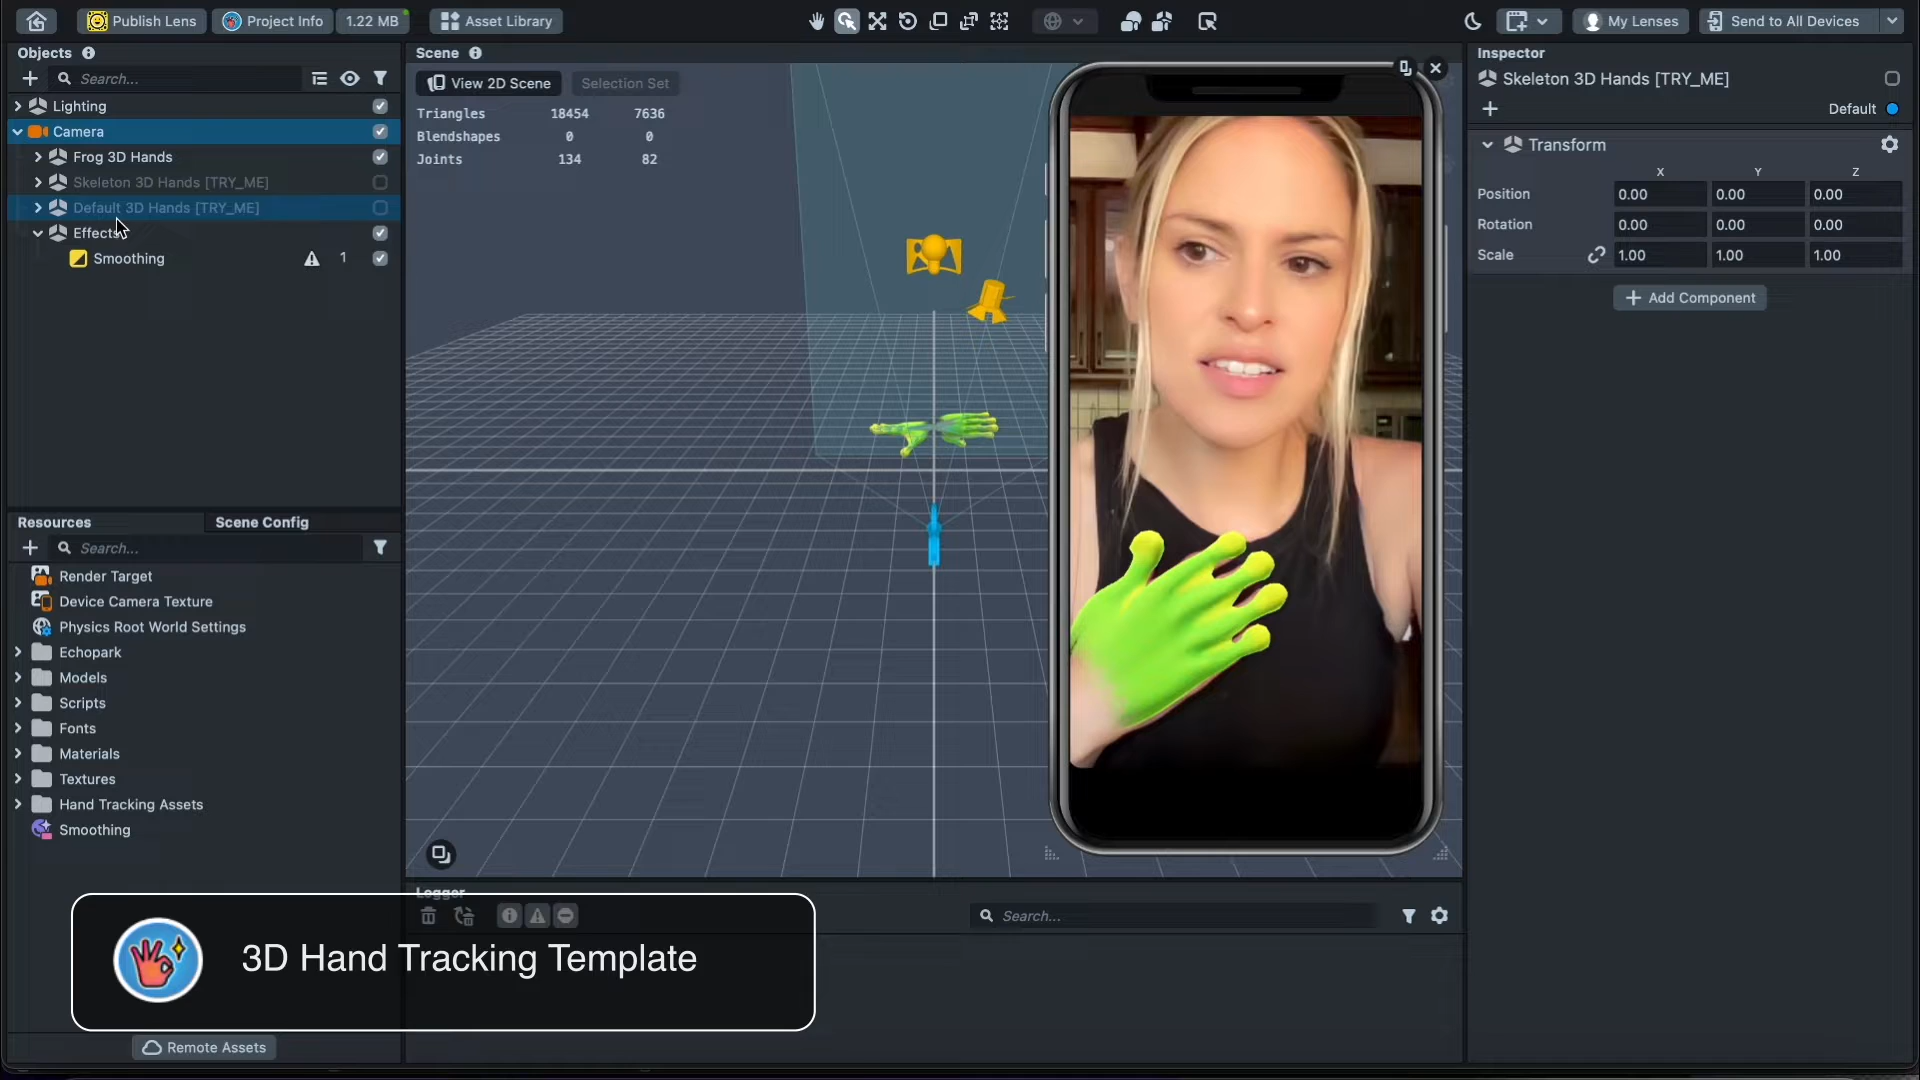 Publish Lens
Project Info
1.22 MB
Asset Library
My Lenses
Send to All Devices
Objects
Search...
Lighting
Camera
Frog 3D Hands
Skeleton 3D Hands [TRY_ME]
Default 3D Hands [TRY_ME]
Effects
Smoothing
1
Resources
Scene Config
Search...
Render Target
Device Camera Texture
Physics Root World Settings
Echopark
Models
Scripts
Fonts
Materials
Textures
Hand Tracking Assets
Smoothing
Remote Assets
Scene
View 2D Scene
Selection Set
Triangles 18454 7636
Blendshapes 0 0
Joints 134 82
Logger
Search...
3D Hand Tracking Template
Inspector
Skeleton 3D Hands [TRY_ME]
Default
Transform
X Y Z
Position 0.00 0.00 0.00
Rotation 0.00 0.00 0.00
Scale 1.00 1.00 1.00
Add Component